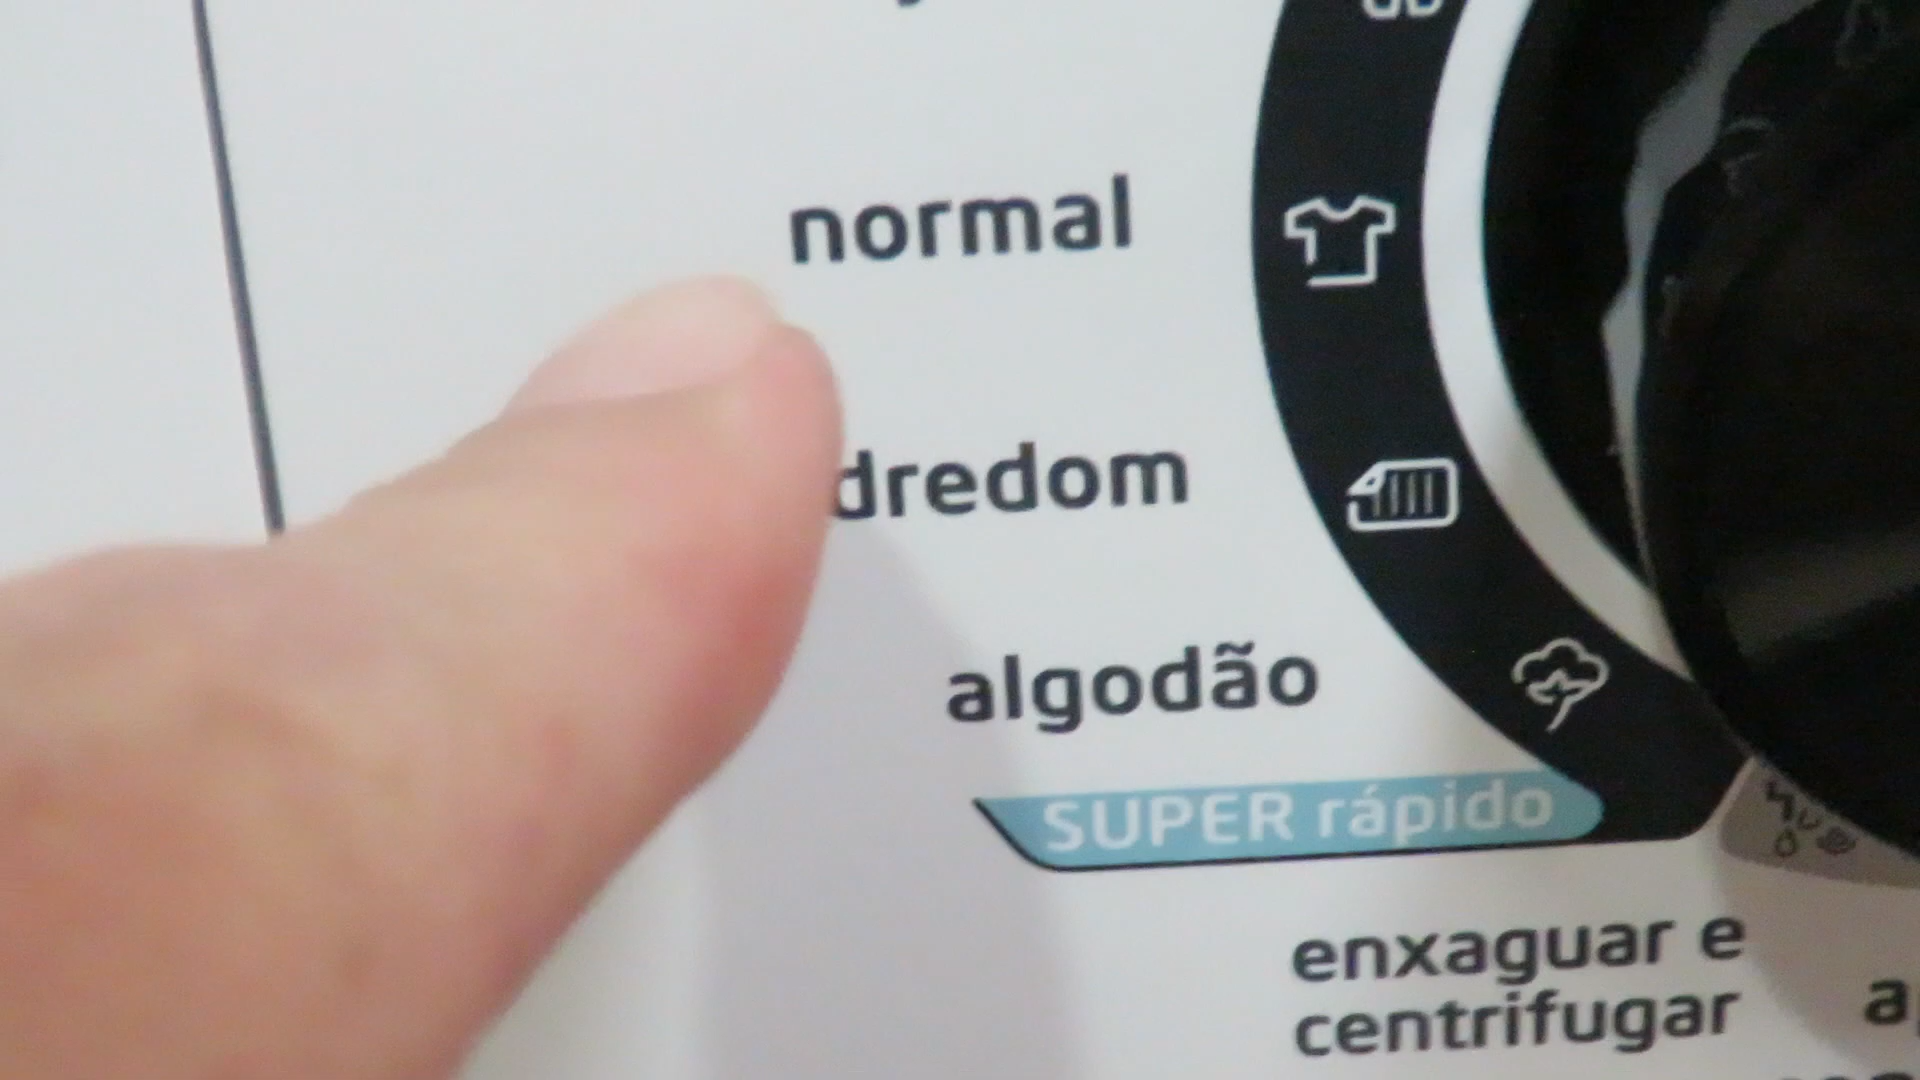 normal
dredom
algodão
SUPER rápido
enxaguar e
centrifugar